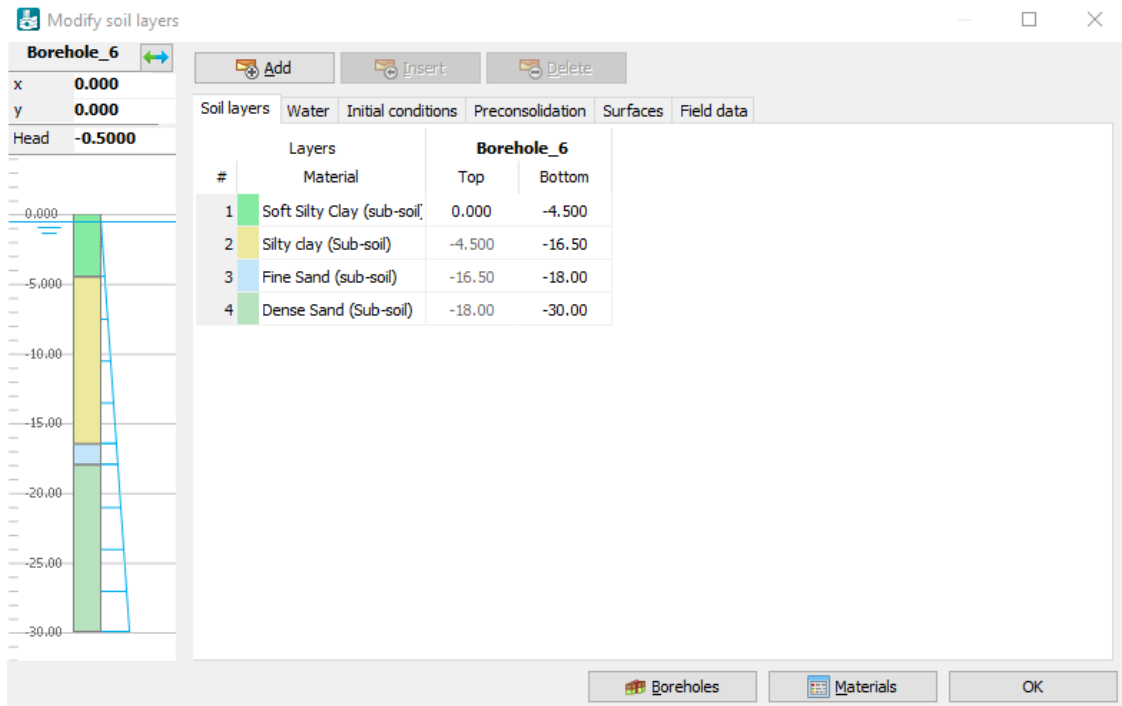 Modify soil layers
Borehole_6
x 0.000
y 0.000
Head -0.5000
0.000
-5.000
-10.00
-15.00
-20.00
-25.00
-30.00
Add Insert Delete
Soil layers Water Initial conditions Preconsolidation Surfaces Field data
Layers Borehole_6
# Material Top Bottom
1 Soft Silty Clay (sub-soil) 0.000 -4.500
2 Silty clay (Sub-soil) -4.500 -16.50
3 Fine Sand (sub-soil) -16.50 -18.00
4 Dense Sand (Sub-soil) -18.00 -30.00
Boreholes Materials OK